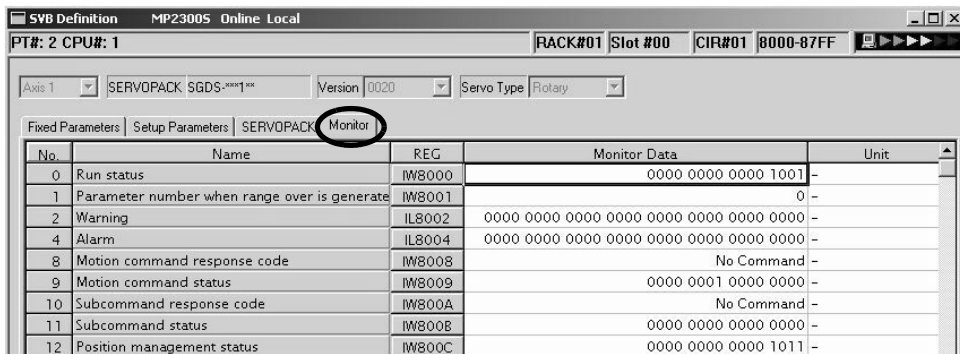 SVB Definition MP2300S Online Local
PT#: 2 CPU#: 1 RACK#01 Slot #00 CIR#01 8000-87FF
Axis 1 SERVOPACK SGDS-***1** Version 0020 Servo Type Rotary
Fixed Parameters Setup Parameters SERVOPACK Monitor
No. Name REG Monitor Data Unit
0 Run status IW8000 0000 0000 0000 1001 -
1 Parameter number when range over is generate IW8001 0 -
2 Warning IL8002 0000 0000 0000 0000 0000 0000 0000 0000 -
4 Alarm IL8004 0000 0000 0000 0000 0000 0000 0000 0000 -
8 Motion command response code IW8008 No Command -
9 Motion command status IW8009 0000 0001 0000 0000 -
10 Subcommand response code IW800A No Command -
11 Subcommand status IW800B 0000 0000 0000 0000 -
12 Position management status IW800C 0000 0000 0000 1011 -